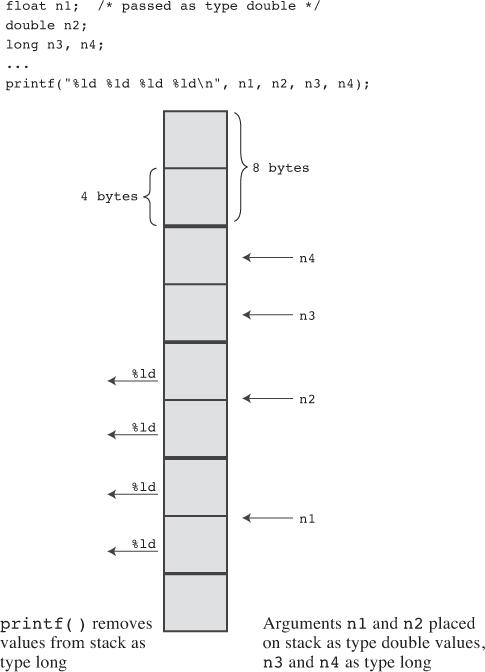 float n1;  /* passed as type double */
double n2;
long n3, n4;
...
printf("%ld %ld %ld %ld\n", n1, n2, n3, n4);
8 bytes
4 bytes
n4
n3
%ld
n2
%ld
%ld
n1
%ld
printf() removes
values from stack as
type long
Arguments n1 and n2 placed
on stack as type double values,
n3 and n4 as type long